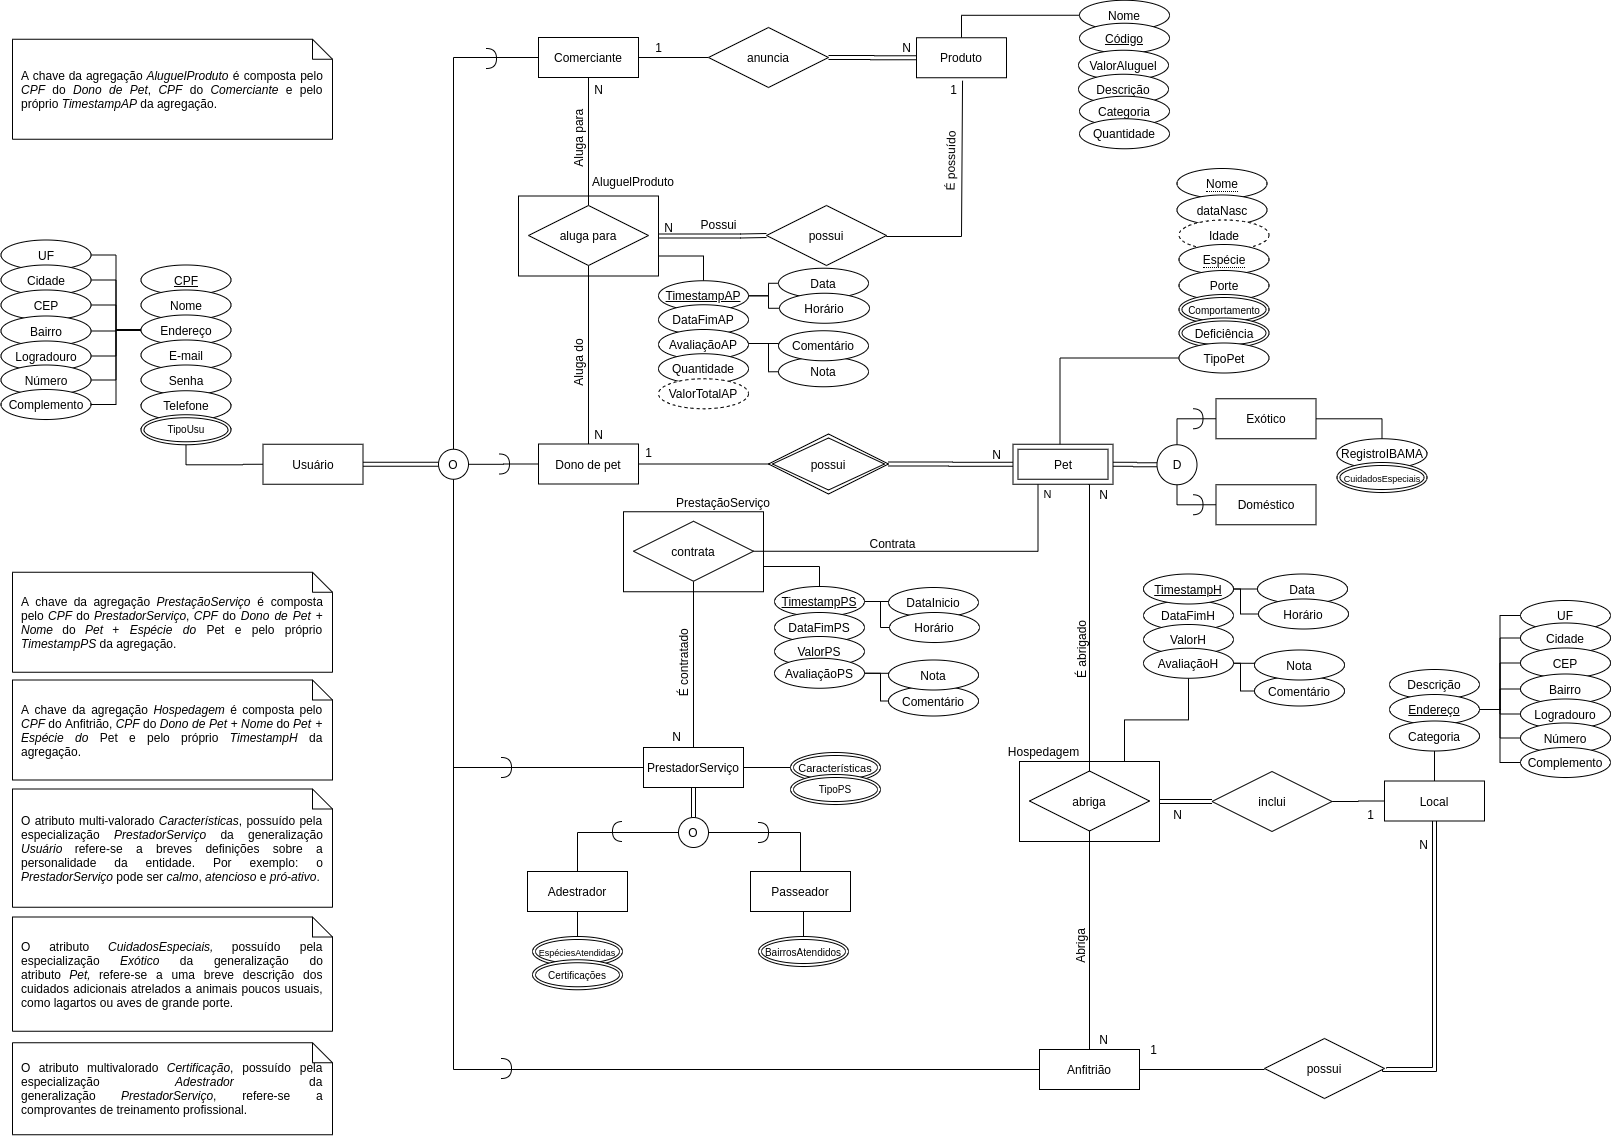 A chave da agregação AluguelProduto é composta pelo
CPF do Dono de Pet, CPF do Comerciante e pelo
próprio TimestampAP da agregação.
Comerciante
1
anuncia
N
Produto
Nome
Código
ValorAluguel
Descrição
Categoria
Quantidade
N
1
Aluga para
É possuído
AluguelProduto
aluga para
N
Possui
possui
TimestampAP
DataFimAP
AvaliaçãoAP
Quantidade
ValorTotalAP
Data
Horário
Comentário
Nota
Aluga do
N
Nome
dataNasc
Idade
Espécie
Porte
Comportamento
Deficiência
TipoPet
UF
Cidade
CEP
Bairro
Logradouro
Número
Complemento
CPF
Nome
Endereço
E-mail
Senha
Telefone
TipoUsu
Usuário
O
Dono de pet
1
possui
N
Pet
D
Exótico
Doméstico
RegistroIBAMA
CuidadosEspeciais
N
N
PrestaçãoServiço
contrata
Contrata
TimestampPS
DataFimPS
ValorPS
AvaliaçãoPS
DataInicio
Horário
Nota
Comentário
É contratado
É abrigado
TimestampH
DataFimH
ValorH
AvaliaçãoH
Data
Horário
Nota
Comentário
Descrição
Endereço
Categoria
UF
Cidade
CEP
Bairro
Logradouro
Número
Complemento
A chave da agregação PrestaçãoServiço é composta
pelo CPF do PrestadorServiço, CPF do Dono de Pet +
Nome do Pet + Espécie do Pet e pelo próprio
TimestampPS da agregação.
A chave da agregação Hospedagem é composta pelo
CPF do Anfitrião, CPF do Dono de Pet + Nome do Pet +
Espécie do Pet e pelo próprio TimestampH da
agregação.
N
PrestadorServiço
Características
TipoPS
O
Adestrador
Passeador
EspéciesAtendidas
Certificações
BairrosAtendidos
Hospedagem
abriga
N
inclui
1
Local
N
Abriga
O atributo multi-valorado Características, possuído pela
especialização PrestadorServiço da generalização
Usuário refere-se a breves definições sobre a
personalidade da entidade. Por exemplo: o
PrestadorServiço pode ser calmo, atencioso e pró-ativo.
O atributo CuidadosEspeciais, possuído pela
especialização Exótico da generalização do
atributo Pet, refere-se a uma breve descrição dos
cuidados adicionais atrelados a animais poucos usuais,
como lagartos ou aves de grande porte.
O atributo multivalorado Certificação, possuído pela
especialização Adestrador da
generalização PrestadorServiço, refere-se a
comprovantes de treinamento profissional.
N
Anfitrião
1
possui